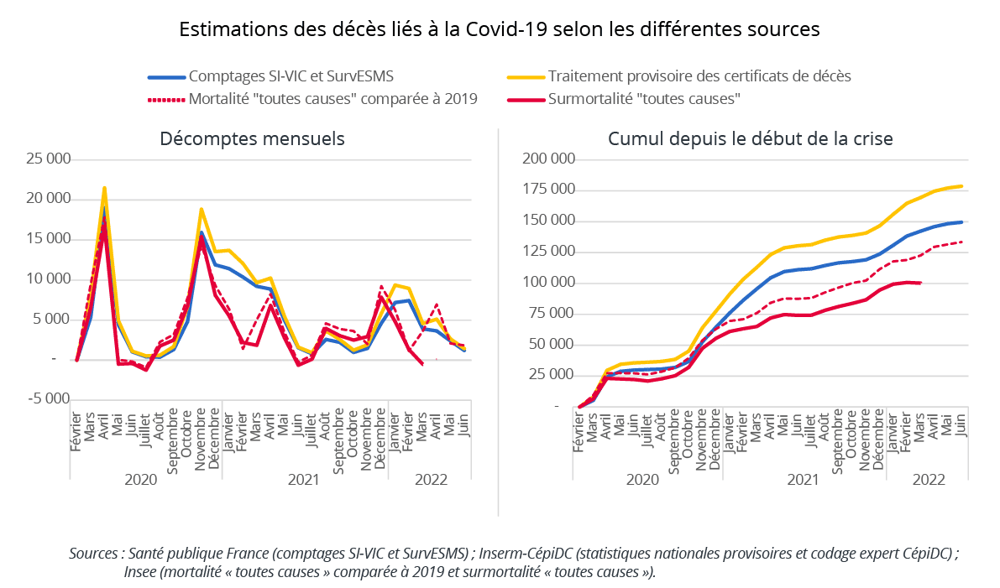 Estimations des décès liés à la Covid-19 selon les différentes sources
Comptages SI-VIC et SurvESMS
Traitement provisoire des certificats de décès
Mortalité "toutes causes" comparée à 2019
Surmortalité "toutes causes"
Décomptes mensuels
25 000
20 000
15 000
10 000
5 000
-
-5 000
Février
Mars
Avril
Mai
Juin
Juillet
Août
Septembre
Octobre
Novembre
Décembre
Janvier
Février
Mars
Avril
Mai
Juin
Juillet
Août
Septembre
Octobre
Novembre
Décembre
Janvier
Février
Mars
Avril
Mai
Juin
2020
2021
2022
Cumul depuis le début de la crise
200 000
175 000
150 000
125 000
100 000
75 000
50 000
25 000
-
Février
Mars
Avril
Mai
Juin
Juillet
Août
Septembre
Octobre
Novembre
Décembre
Janvier
Février
Mars
Avril
Mai
Juin
Juillet
Août
Septembre
Octobre
Novembre
Décembre
Janvier
Février
Mars
Avril
Mai
Juin
2020
2021
2022
Sources : Santé publique France (comptages SI-VIC et SurvESMS) ; Inserm-CépiDC (statistiques nationales provisoires et codage expert CépiDC) ;
Insee (mortalité « toutes causes » comparée à 2019 et surmortalité « toutes causes »).